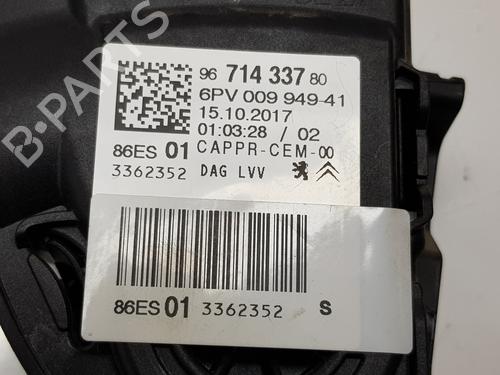 B-PARTS
96 714 337 80
6PV 009 949-41
15.10.2017
01:03:28 / 02
86ES 01 CAPPR-CEM-00
3362352 DAG LVV
86ES 01 3362352 S